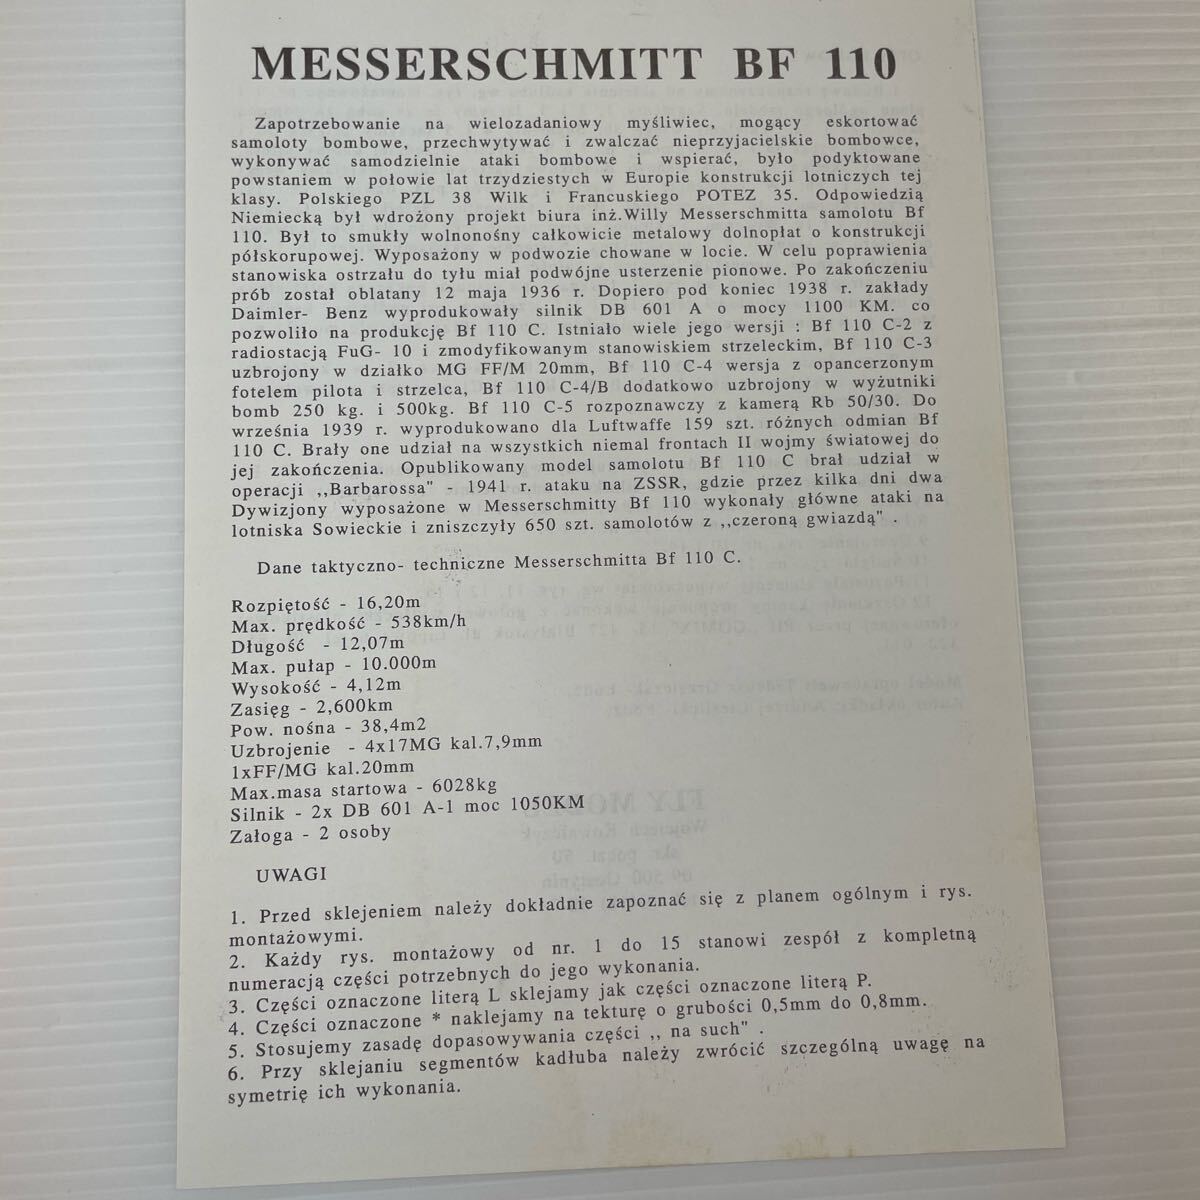 MESSERSCHMITT BF 110
Zapotrzebowanie na wielozadaniowy myśliwiec, mogący eskortować
samoloty bombowe, przechwytywać i zwalczać nieprzyjacielskie bombowce,
wykonywać samodzielnie ataki bombowe i wspierać, było podyktowane
powstaniem w połowie lat trzydziestych w Europie konstrukcji lotniczych tej
klasy. Polskiego PZL 38 Wilk i Francuskiego POTEZ 35. Odpowiedzią
Niemiecką był wdrożony projekt biura inż.Willy Messerschmitta samolotu Bf
110. Był to smukły wolnonośny całkowicie metalowy dolnopłat o konstrukcji
półskorupowej. Wyposażony w podwozie chowane w locie. W celu poprawienia
stanowiska ostrzału do tyłu miał podwójne usterzenie pionowe. Po zakończeniu
prób został oblatany 12 maja 1936 r. Dopiero pod koniec 1938 r. zakłady
Daimler- Benz wyprodukowały silnik DB 601 A o mocy 1100 KM. co
pozwoliło na produkcję Bf 110 C. Istniało wiele jego wersji : Bf 110 C-2 z
radiostacją FuG- 10 i zmodyfikowanym stanowiskiem strzeleckim, Bf 110 C-3
uzbrojony w działko MG FF/M 20mm, Bf 110 C-4 wersja z opancerzonym
fotelem pilota i strzelca, Bf 110 C-4/B dodatkowo uzbrojony w wyżutniki
bomb 250 kg. i 500kg. Bf 110 C-5 rozpoznawczy z kamerą Rb 50/30. Do
września 1939 r. wyprodukowano dla Luftwaffe 159 szt. różnych odmian Bf
110 C. Brały one udział na wszystkich niemal frontach II wojmy światowej do
jej zakończenia. Opublikowany model samolotu Bf 110 C brał udział w
operacji ,,Barbarossa" - 1941 r. ataku na ZSSR, gdzie przez kilka dni dwa
Dywizjony wyposażone w Messerschmitty Bf 110 wykonały główne ataki na
lotniska Sowieckie i zniszczyły 650 szt. samolotów z ,,czeroną gwiazdą" .
Dane taktyczno- techniczne Messerschmitta Bf 110 C.
Rozpiętość - 16,20m
Max. prędkość - 538km/h
Długość - 12,07m
Max. pułap - 10.000m
Wysokość - 4,12m
Zasięg - 2,600km
Pow. nośna - 38,4m2
Uzbrojenie - 4x17MG kal.7,9mm
1xFF/MG kal.20mm
Max.masa startowa - 6028kg
Silnik - 2x DB 601 A-1 moc 1050KM
Załoga - 2 osoby
UWAGI
1. Przed sklejeniem należy dokładnie zapoznać się z planem ogólnym i rys.
montażowymi.
2. Każdy rys. montażowy od nr. 1 do 15 stanowi zespół z kompletną
numeracją części potrzebnych do jego wykonania.
3. Części oznaczone literą L sklejamy jak części oznaczone literą P.
4. Części oznaczone * naklejamy na tekturę o grubości 0,5mm do 0,8mm.
5. Stosujemy zasadę dopasowywania części ,, na such" .
6. Przy sklejaniu segmentów kadłuba należy zwrócić szczególną uwagę na
symetrię ich wykonania.